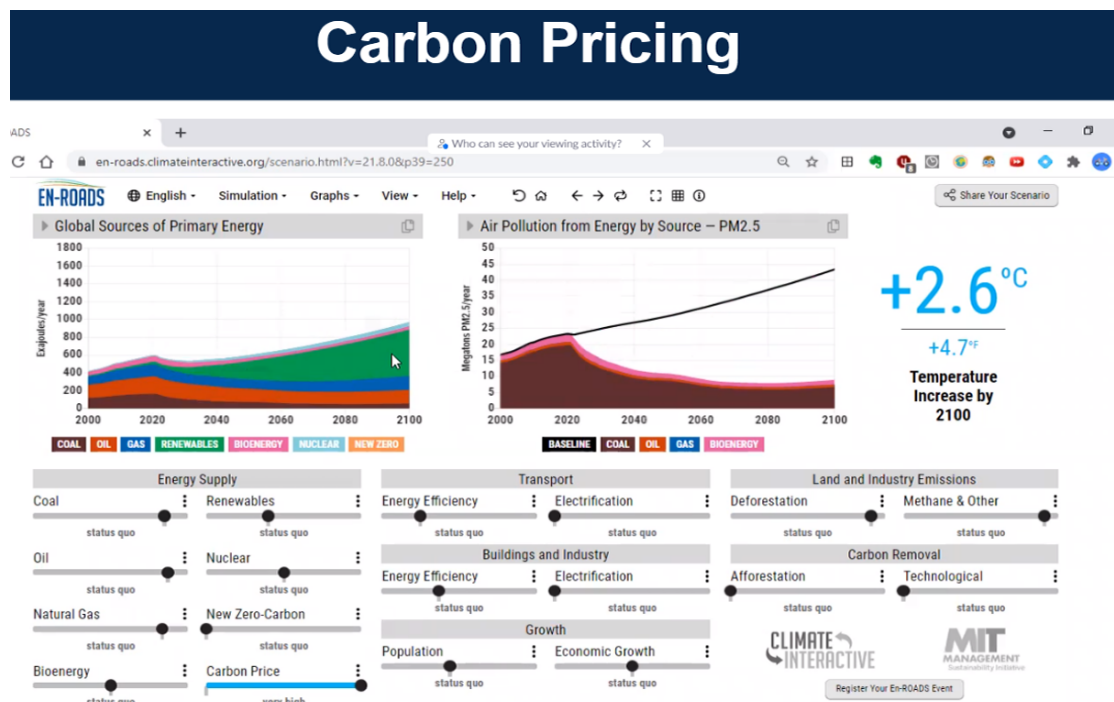 Carbon Pricing
ADS
Who can see your viewing activity?
en-roads.climateinteractive.org/scenario.html?v=21.8.0&p39=250
EN-ROADS
English
Simulation
Graphs
View
Help
Share Your Scenario
Global Sources of Primary Energy
1800
1600
1400
1200
1000
800
600
400
200
0
Exajoules/year
2000 2020 2040 2060 2080 2100
COAL OIL GAS RENEWABLES BIOENERGY NUCLEAR NEW ZERO
Air Pollution from Energy by Source – PM2.5
50
45
40
35
30
25
20
15
10
5
0
Megatons PM2.5/year
2000 2020 2040 2060 2080 2100
BASELINE COAL OIL GAS BIOENERGY
+2.6°C
+4.7°F
Temperature
Increase by
2100
Energy Supply
Coal
status quo
Renewables
status quo
Oil
status quo
Nuclear
status quo
Natural Gas
status quo
New Zero-Carbon
status quo
Bioenergy
status quo
Carbon Price
very high
Transport
Energy Efficiency
status quo
Electrification
status quo
Buildings and Industry
Energy Efficiency
status quo
Electrification
status quo
Growth
Population
status quo
Economic Growth
status quo
Land and Industry Emissions
Deforestation
status quo
Methane & Other
status quo
Carbon Removal
Afforestation
status quo
Technological
status quo
CLIMATE
INTERACTIVE
MIT
MANAGEMENT
Sustainability Initiative
Register Your En-ROADS Event